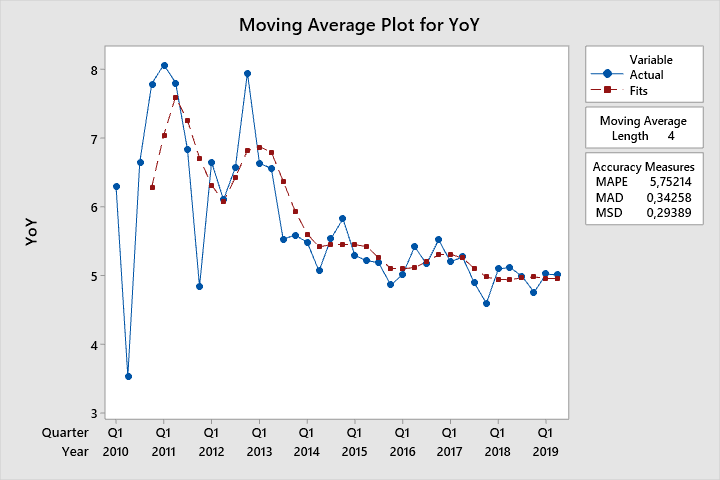 Moving Average Plot for YoY
Variable
Actual
Fits
Moving Average
Length 4
Accuracy Measures
MAPE 5,75214
MAD 0,34258
MSD 0,29389
YoY
8
7
6
5
4
3
Quarter Q1 Q1 Q1 Q1 Q1 Q1 Q1 Q1 Q1 Q1
Year 2010 2011 2012 2013 2014 2015 2016 2017 2018 2019